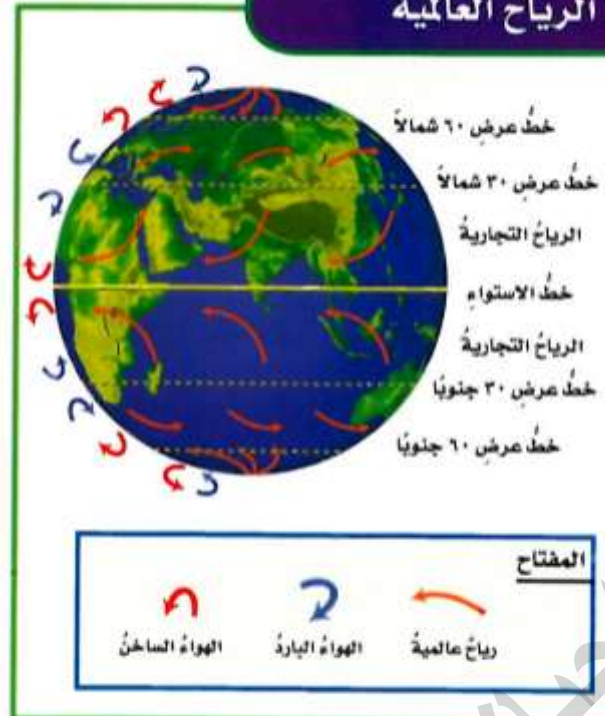 الرياح العالمية
خطُّ عرضِ ٦٠ شمالاً
خطُّ عرضِ ٣٠ شمالاً
الرياحُ التجاريةُ
خطُّ الاستواءِ
الرياحُ التجاريةُ
خطُّ عرضِ ٣٠ جنوبًا
خطُّ عرضِ ٦٠ جنوبًا
المفتاح
رياحٌ عالميةٌ
الهواءُ الباردُ
الهواءُ الساخنُ